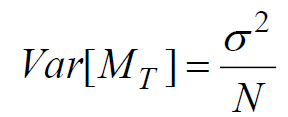 Var[M_T] = σ²/N